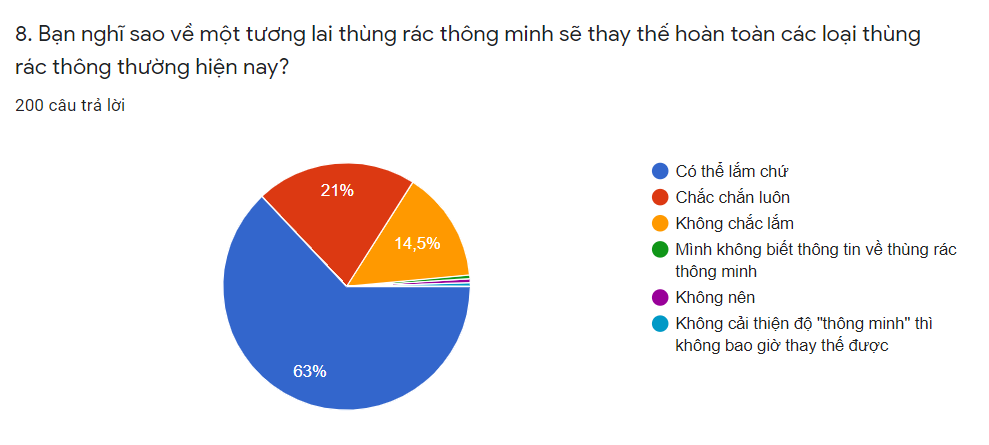 8. Bạn nghĩ sao về một tương lai thùng rác thông minh sẽ thay thế hoàn toàn các loại thùng
rác thông thường hiện nay?
200 câu trả lời
21%
14,5%
63%
Có thể lắm chứ
Chắc chắn luôn
Không chắc lắm
Mình không biết thông tin về thùng rác
thông minh
Không nên
Không cải thiện độ "thông minh" thì
không bao giờ thay thế được